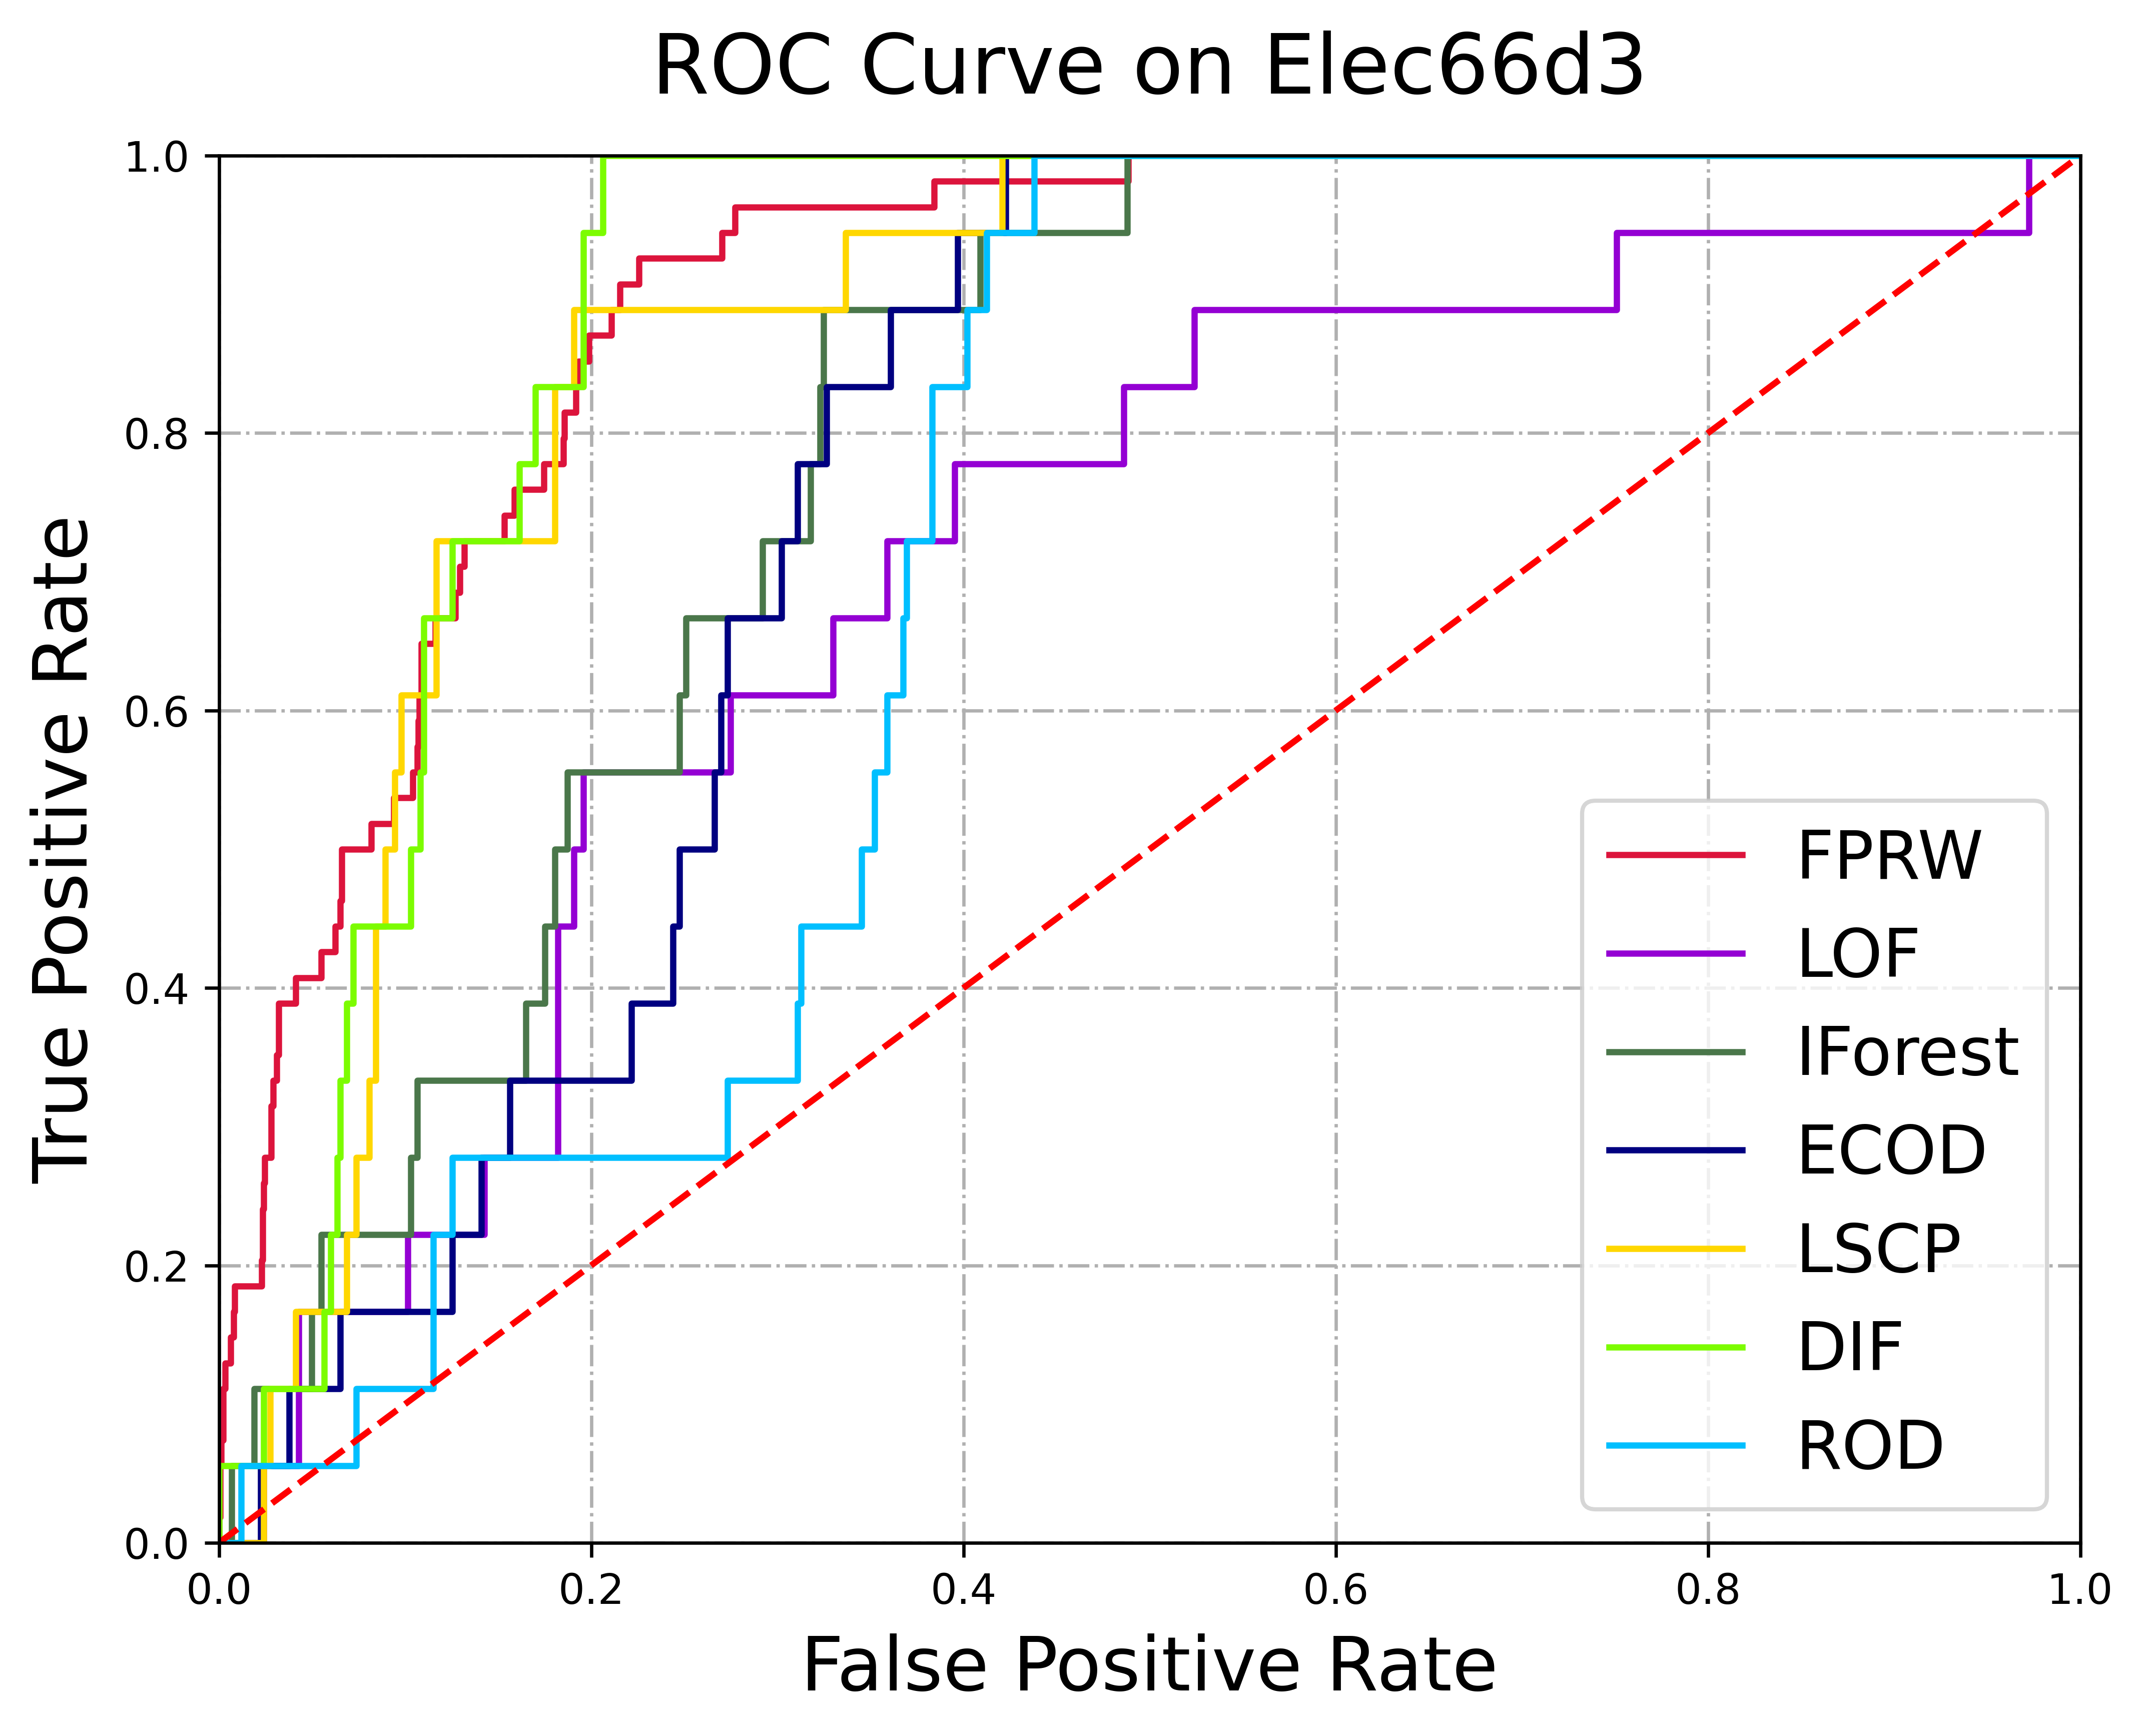 ROC Curve on Elec66d3
True Positive Rate
1.0
0.8
0.6
0.4
0.2
0.0
0.0 0.2 0.4 0.6 0.8 1.0
False Positive Rate
FPRW
LOF
IForest
ECOD
LSCP
DIF
ROD